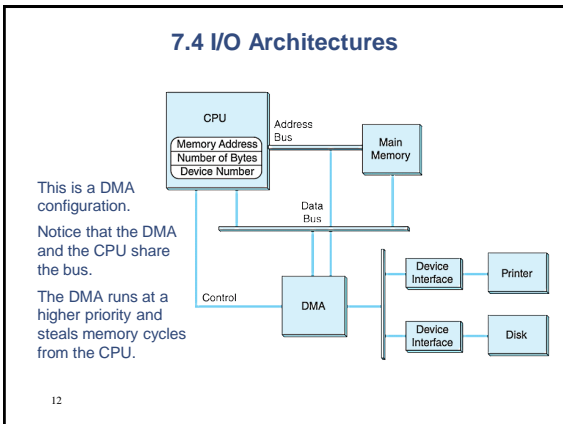 7.4 I/O Architectures
This is a DMA
configuration.
Notice that the DMA
and the CPU share
the bus.
The DMA runs at a
higher priority and
steals memory cycles
from the CPU.
CPU
Memory Address
Number of Bytes
Device Number
Address
Bus
Main
Memory
Data
Bus
Control
DMA
Device
Interface
Printer
Device
Interface
Disk
12